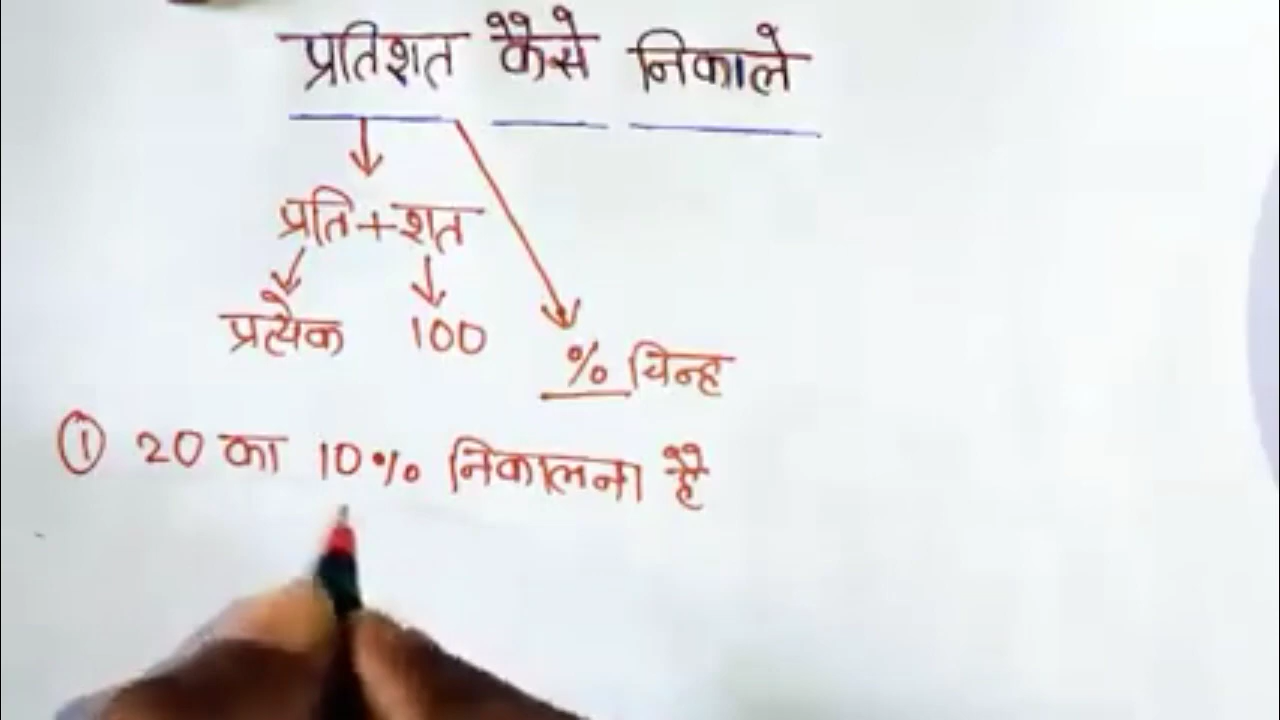 प्रतिशत कैसे निकाले
प्रति+शत
प्रत्येक 100
% चिन्ह
① 20 का 10% निकालना है